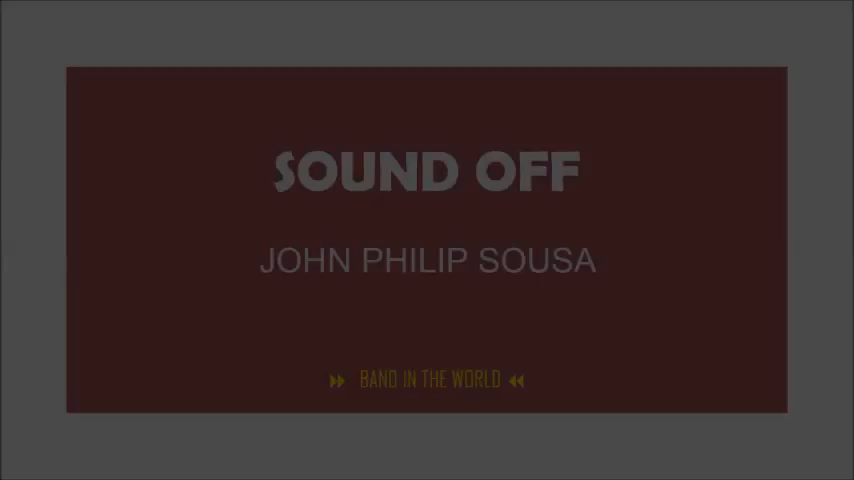 SOUND OFF
JOHN PHILIP SOUSA
BAND IN THE WORLD